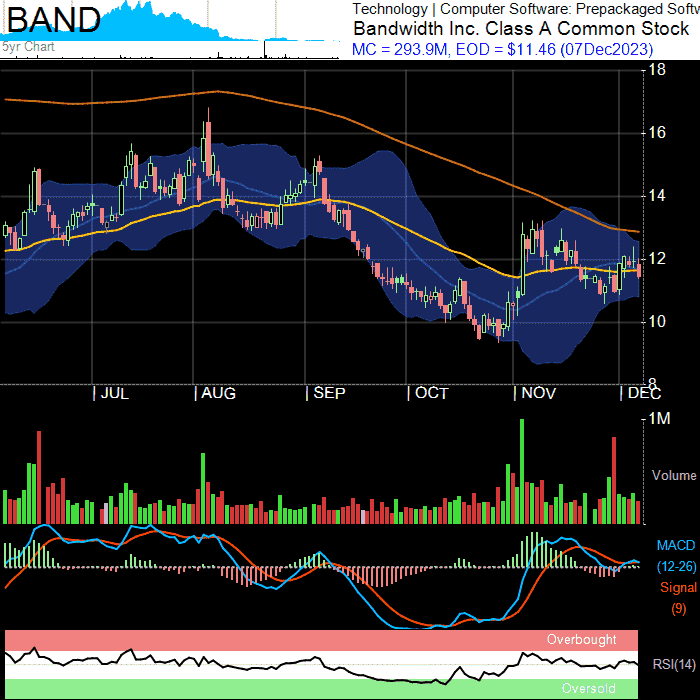 BAND
5yr Chart
Technology | Computer Software: Prepackaged Softw
Bandwidth Inc. Class A Common Stock
MC = 293.9M, EOD = $11.46 (07Dec2023)
18
16
14
12
10
8
JUL
AUG
SEP
OCT
NOV
DEC
1M
Volume
MACD
(12-26)
Signal
(9)
Overbought
RSI(14)
Oversold